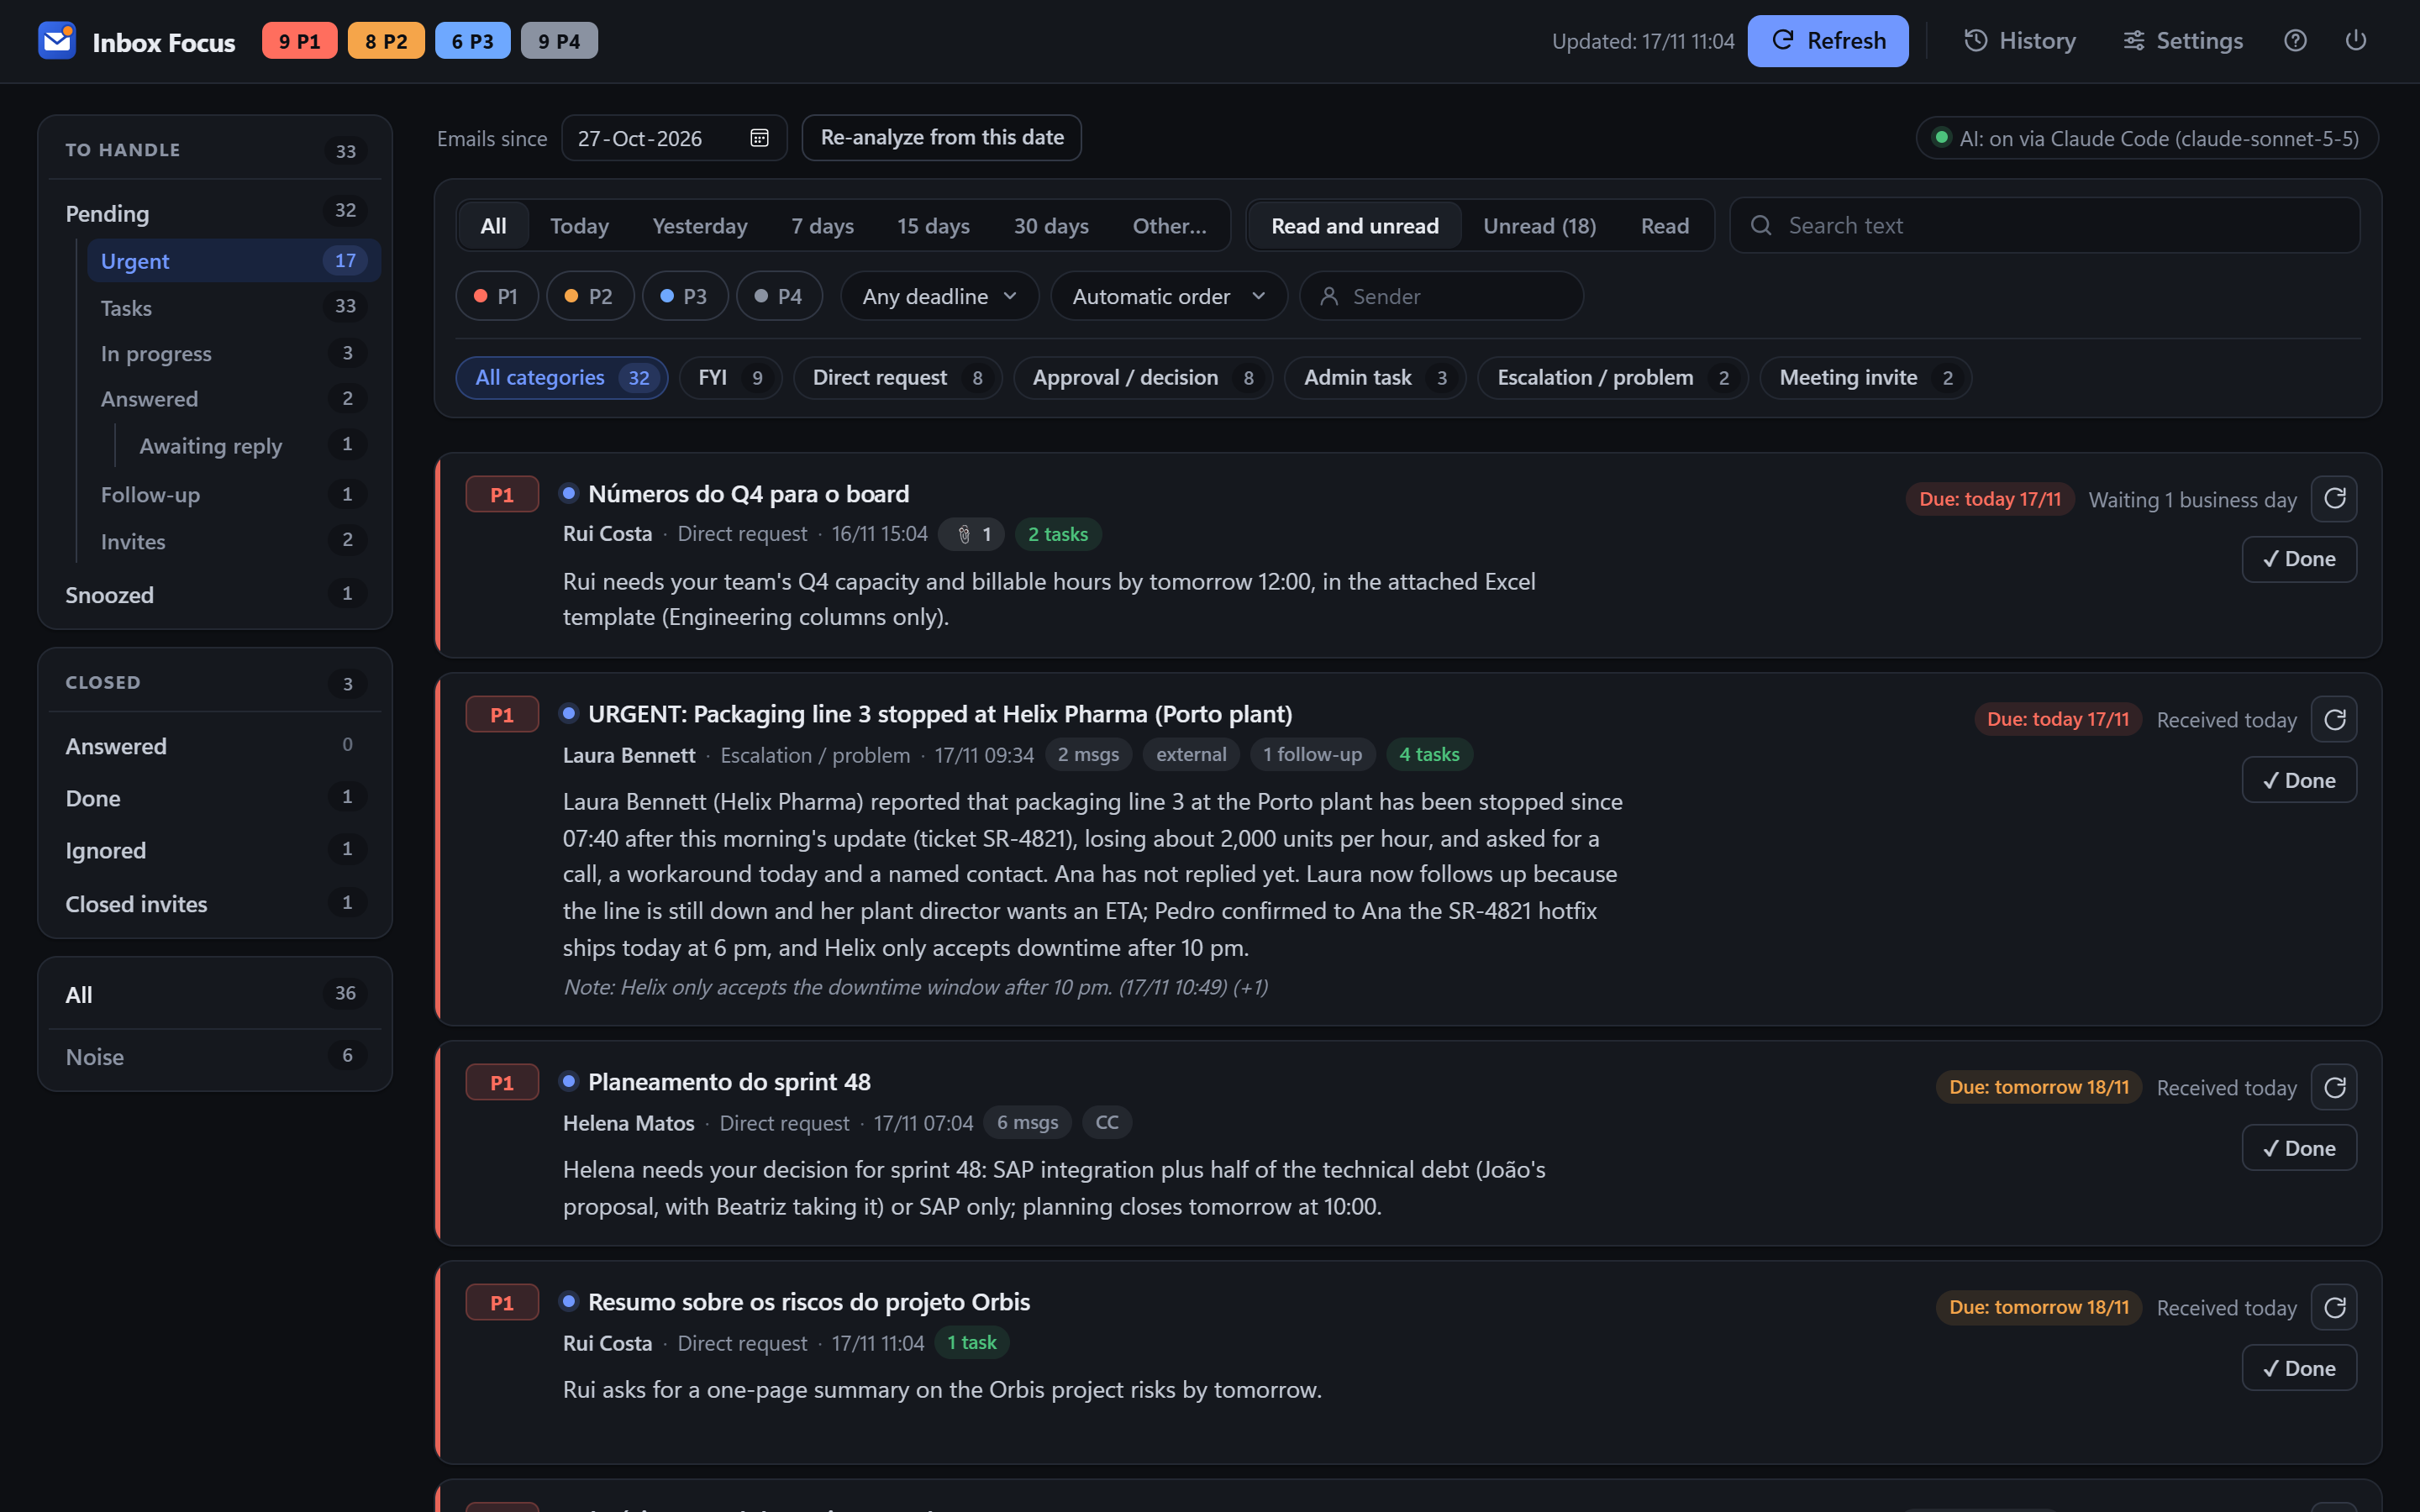 Inbox Focus
9 P1
8 P2
6 P3
9 P4
Updated: 17/11 11:04
Refresh
History
Settings
TO HANDLE 33
Pending 32
Urgent 17
Tasks 33
In progress 3
Answered 2
Awaiting reply 1
Follow-up 1
Invites 2
Snoozed 1
CLOSED 3
Answered 0
Done 1
Ignored 1
Closed invites 1
All 36
Noise 6
Emails since 27-Oct-2026 Re-analyze from this date
AI: on via Claude Code (claude-sonnet-5-5)
All Today Yesterday 7 days 15 days 30 days Other...
Read and unread Unread (18) Read
Search text
P1 P2 P3 P4 Any deadline Automatic order Sender
All categories 32 FYI 9 Direct request 8 Approval / decision 8 Admin task 3 Escalation / problem 2 Meeting invite 2
P1 Números do Q4 para o board
Due: today 17/11 Waiting 1 business day
Rui Costa · Direct request · 16/11 15:04 1 2 tasks
✓ Done
Rui needs your team's Q4 capacity and billable hours by tomorrow 12:00, in the attached Excel
template (Engineering columns only).
P1 URGENT: Packaging line 3 stopped at Helix Pharma (Porto plant)
Due: today 17/11 Received today
Laura Bennett · Escalation / problem · 17/11 09:34 2 msgs external 1 follow-up 4 tasks
✓ Done
Laura Bennett (Helix Pharma) reported that packaging line 3 at the Porto plant has been stopped since
07:40 after this morning's update (ticket SR-4821), losing about 2,000 units per hour, and asked for a
call, a workaround today and a named contact. Ana has not replied yet. Laura now follows up because
the line is still down and her plant director wants an ETA; Pedro confirmed to Ana the SR-4821 hotfix
ships today at 6 pm, and Helix only accepts downtime after 10 pm.
Note: Helix only accepts the downtime window after 10 pm. (17/11 10:49) (+1)
P1 Planeamento do sprint 48
Due: tomorrow 18/11 Received today
Helena Matos · Direct request · 17/11 07:04 6 msgs CC
✓ Done
Helena needs your decision for sprint 48: SAP integration plus half of the technical debt (João's
proposal, with Beatriz taking it) or SAP only; planning closes tomorrow at 10:00.
P1 Resumo sobre os riscos do projeto Orbis
Due: tomorrow 18/11 Received today
Rui Costa · Direct request · 17/11 11:04 1 task
✓ Done
Rui asks for a one-page summary on the Orbis project risks by tomorrow.